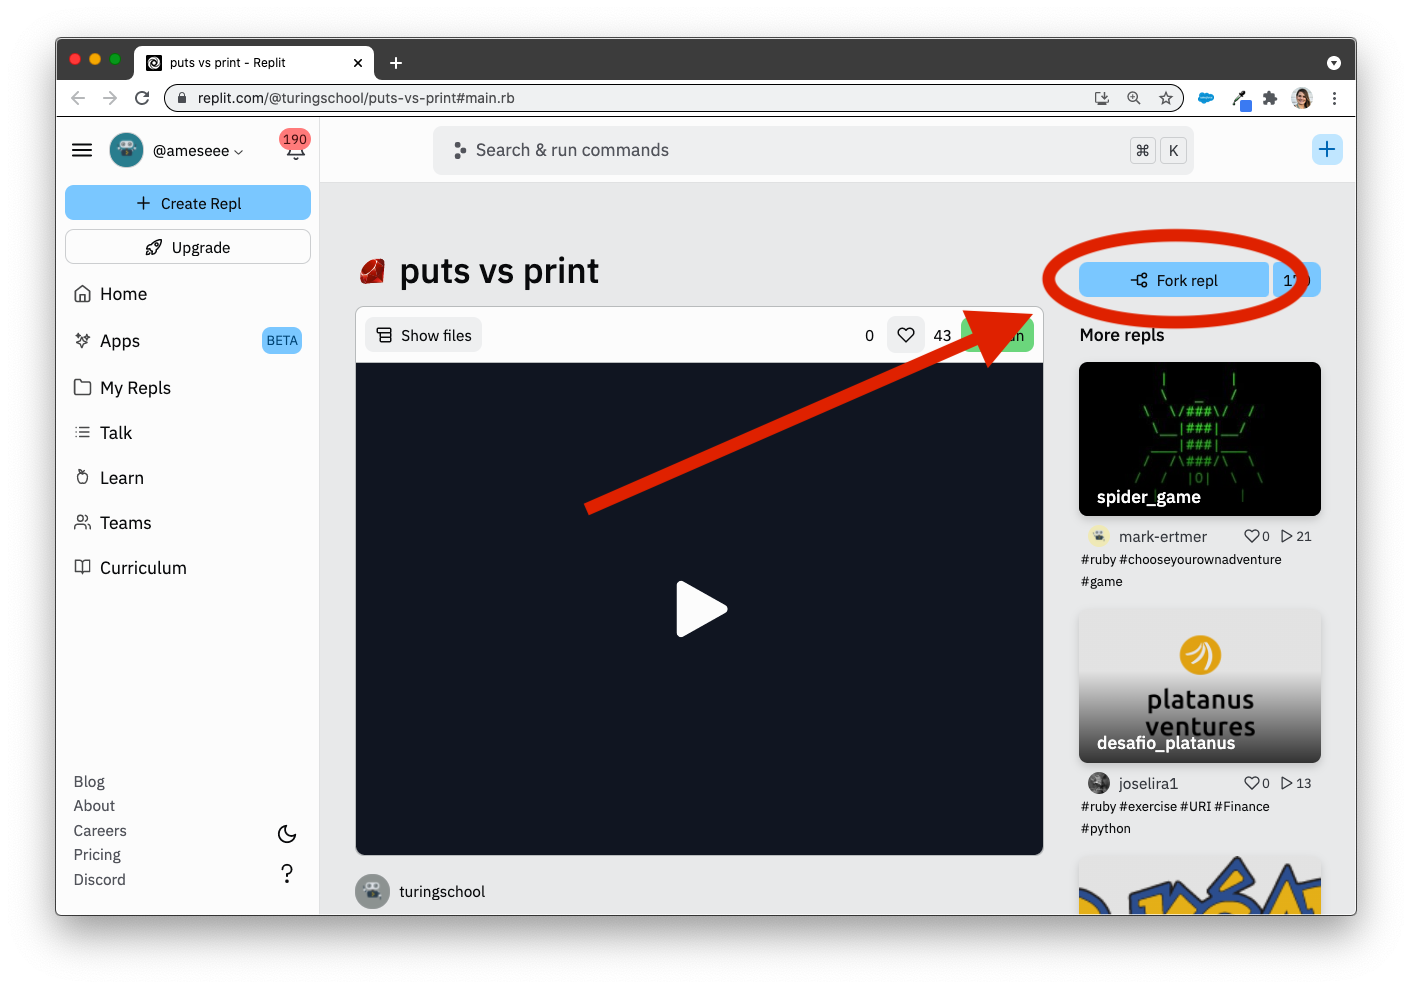 puts vs print - Replit
replit.com/@turingschool/puts-vs-print#main.rb
@ameseee
190
Search & run commands
⌘ K
+ Create Repl
Upgrade
Home
Apps
BETA
My Repls
Talk
Learn
Teams
Curriculum
Blog
About
Careers
Pricing
Discord
?
puts vs print
Fork repl
Show files
0
43
More repls
spider_game
mark-ertmer
0
21
#ruby #chooseyourownadventure
#game
platanus
ventures
desafio_platanus
joselira1
0
13
#ruby #exercise #URI #Finance
#python
turingschool